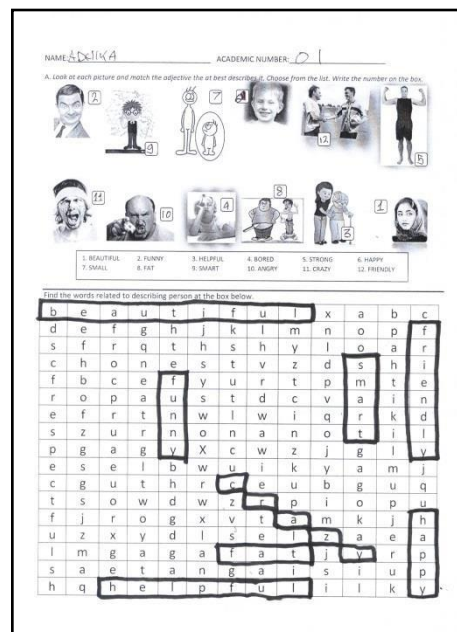 NAME: ADELIKA ACADEMIC NUMBER: 01
A. Look at each picture and match the adjective the at best describes it. Choose from the list. Write the number on the box.
2
9
7
12
5
11
10
4
8
3
1
1. BEAUTIFUL 2. FUNNY 3. HELPFUL 4. BORED 5. STRONG 6. HAPPY
7. SMALL 8. FAT 9. SMART 10. ANGRY 11. CRAZY 12. FRIENDLY
Find the words related to describing person at the box below.
b e a u t i f u l x a b c
d e f g h j k l m n o p f
s f r q t h s h y l o a r
c h o n e s t v z d s h i
f b c e f y u r t p m t e
r o p a u s t d c v a i n
e f r t n w l w i q r k d
s z u r n o n a n o t i l
p g a g y X c w z j g l y
e s e l b w u i k y a m j
c g u t h r c e u b g u q
t s o w d w z r p i o p u
f j r o g x v t a m k j h
u z x y d l s e l z a e a
l m g a g a f a t j y r p
s a e t a n g a i s i u p
h q h e l p f u l i l k y